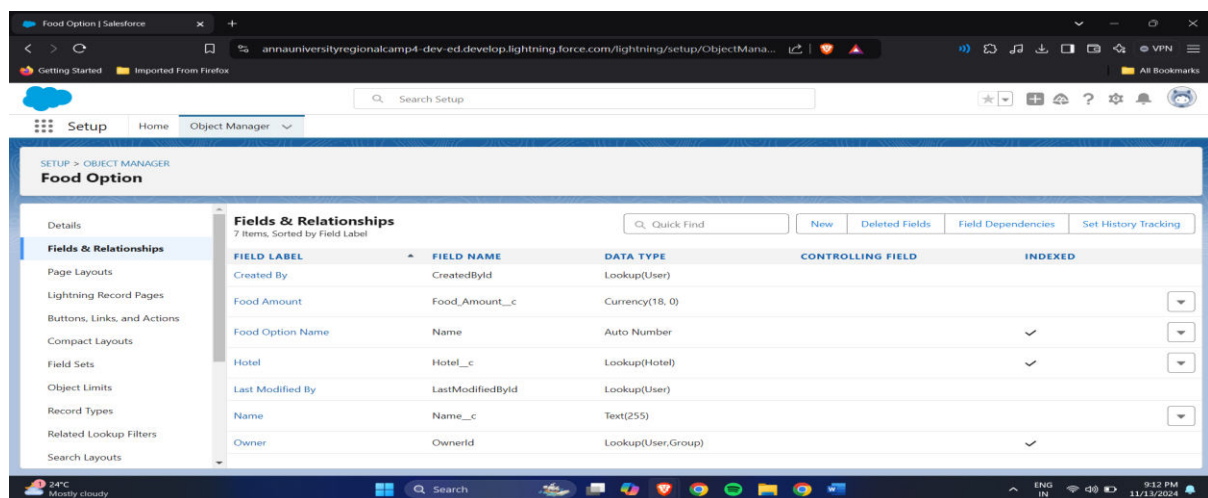 Food Option | Salesforce
annauniversityregionalcamp4-dev-ed.develop.lightning.force.com/lightning/setup/ObjectMana...
VPN
Getting Started Imported From Firefox All Bookmarks
Search Setup
Setup Home Object Manager
SETUP > OBJECT MANAGER
Food Option
Details
Fields & Relationships
Page Layouts
Lightning Record Pages
Buttons, Links, and Actions
Compact Layouts
Field Sets
Object Limits
Record Types
Related Lookup Filters
Search Layouts
Fields & Relationships
7 Items, Sorted by Field Label
Quick Find New Deleted Fields Field Dependencies Set History Tracking
FIELD LABEL FIELD NAME DATA TYPE CONTROLLING FIELD INDEXED
Created By CreatedById Lookup(User)
Food Amount Food_Amount__c Currency(18, 0)
Food Option Name Name Auto Number
Hotel Hotel__c Lookup(Hotel)
Last Modified By LastModifiedById Lookup(User)
Name Name__c Text(255)
Owner OwnerId Lookup(User,Group)
24°C
Mostly cloudy
Search
ENG
IN
9:12 PM
11/13/2024